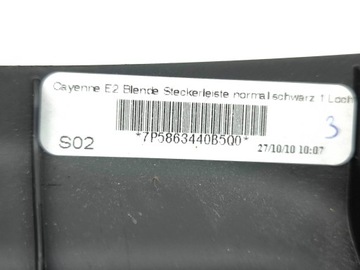 Cayenne E2 Blende Steckerleiste normal schwarz 1 Loch
*7P5863440B5Q0*
S02
27/10/10 10:07
3